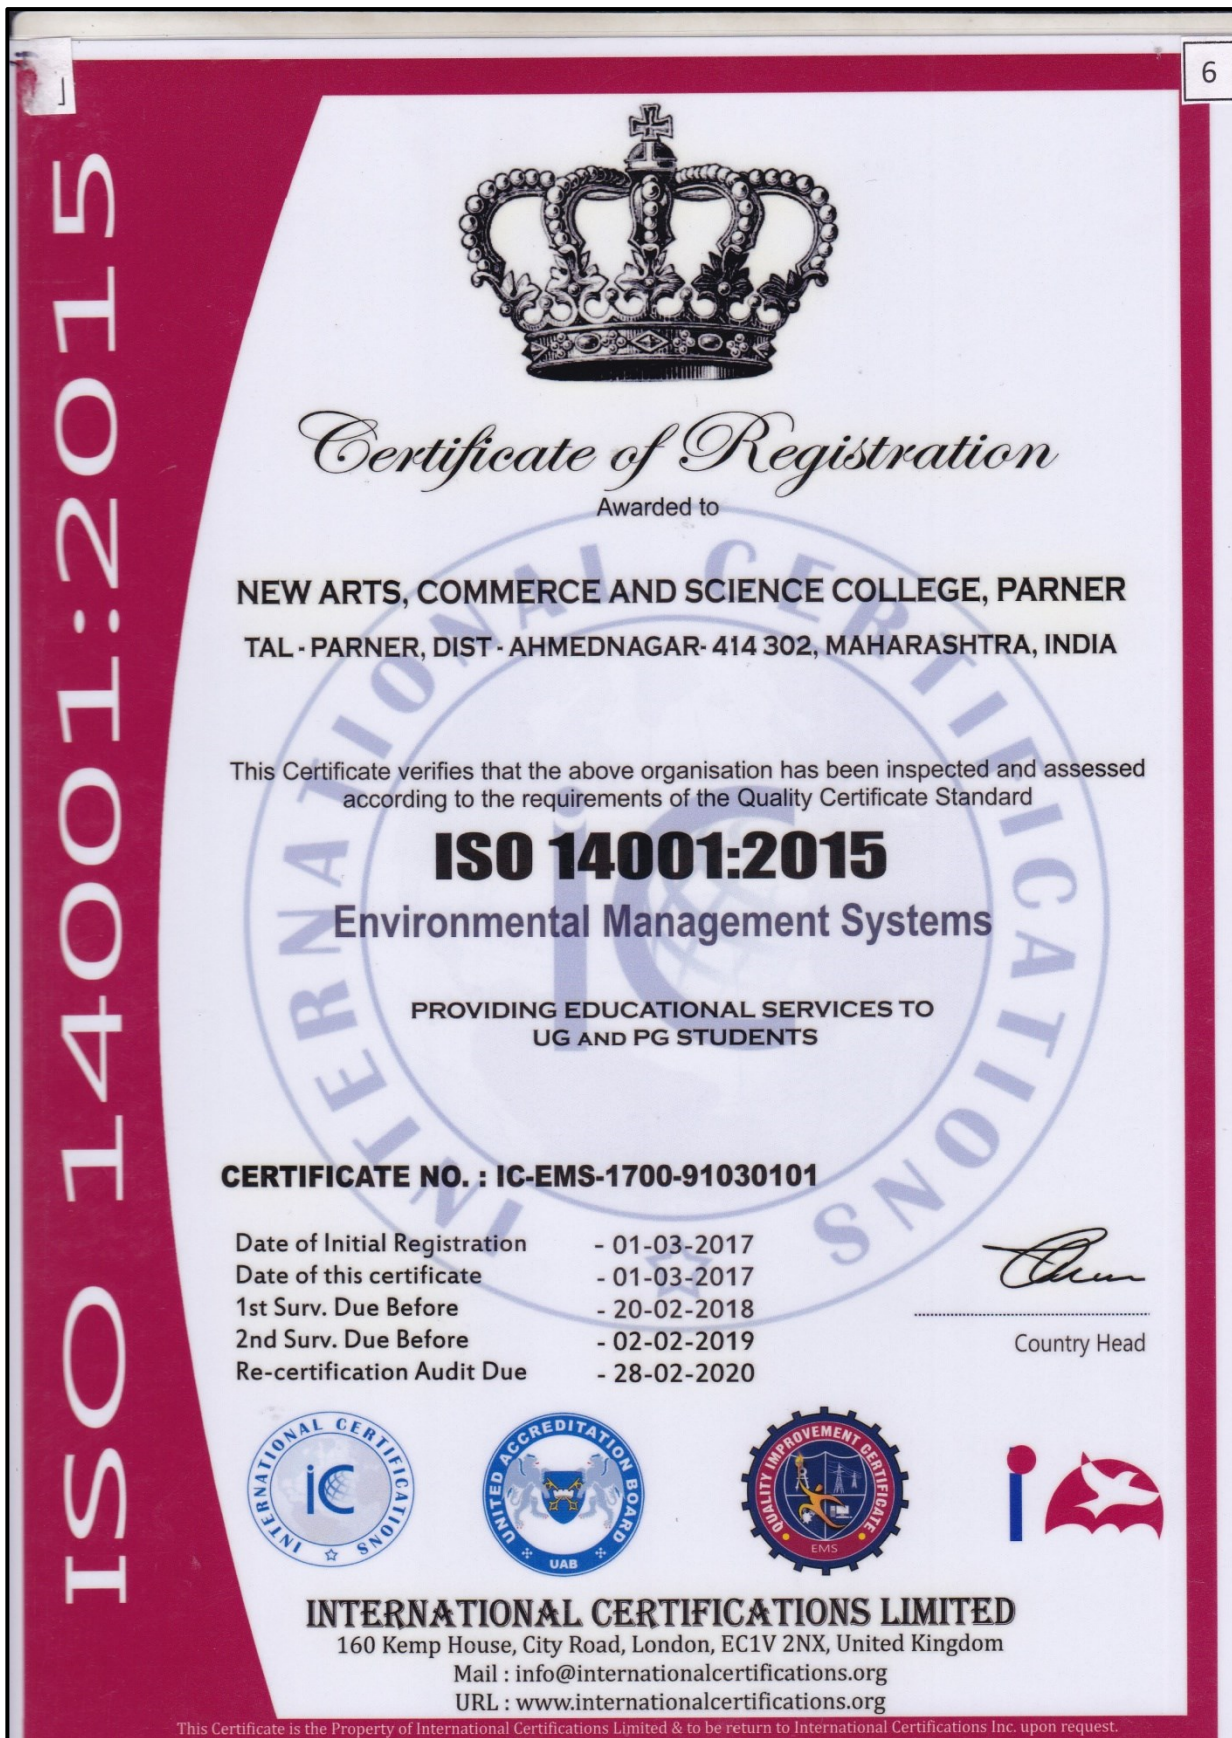 6
ISO 14001:2015
Certificate of Registration
Awarded to
NEW ARTS, COMMERCE AND SCIENCE COLLEGE, PARNER
TAL - PARNER, DIST - AHMEDNAGAR- 414 302, MAHARASHTRA, INDIA
This Certificate verifies that the above organisation has been inspected and assessed
according to the requirements of the Quality Certificate Standard
ISO 14001:2015
Environmental Management Systems
PROVIDING EDUCATIONAL SERVICES TO
UG AND PG STUDENTS
INTERNATIONAL CERTIFICATIONS
iC
CERTIFICATE NO. : IC-EMS-1700-91030101
Date of Initial Registration - 01-03-2017
Date of this certificate - 01-03-2017
1st Surv. Due Before - 20-02-2018
2nd Surv. Due Before - 02-02-2019
Re-certification Audit Due - 28-02-2020
Country Head
INTERNATIONAL CERTIFICATIONS
iC
UNITED ACCREDITATION BOARD
UAB
QUALITY IMPROVEMENT CERTIFICATE
EMS
INTERNATIONAL CERTIFICATIONS LIMITED
160 Kemp House, City Road, London, EC1V 2NX, United Kingdom
Mail : info@internationalcertifications.org
URL : www.internationalcertifications.org
This Certificate is the Property of International Certifications Limited & to be return to International Certifications Inc. upon request.